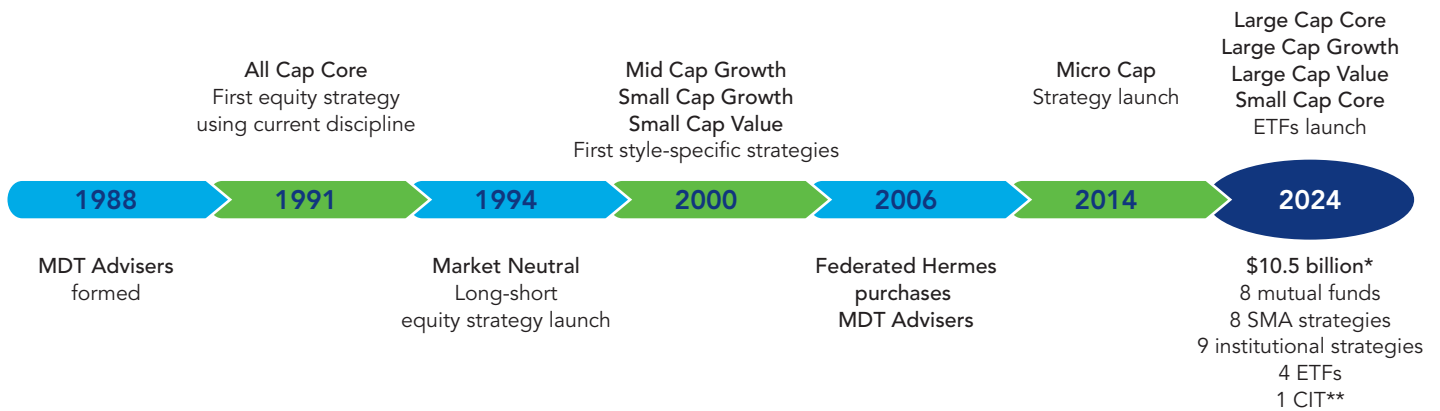 All Cap Core
First equity strategy
using current discipline
Mid Cap Growth
Small Cap Growth
Small Cap Value
First style-specific strategies
Micro Cap
Strategy launch
Large Cap Core
Large Cap Growth
Large Cap Value
Small Cap Core
ETFs launch
1988
1991
1994
2000
2006
2014
2024
MDT Advisers
formed
Market Neutral
Long-short
equity strategy launch
Federated Hermes
purchases
MDT Advisers
$10.5 billion*
8 mutual funds
8 SMA strategies
9 institutional strategies
4 ETFs
1 CIT**